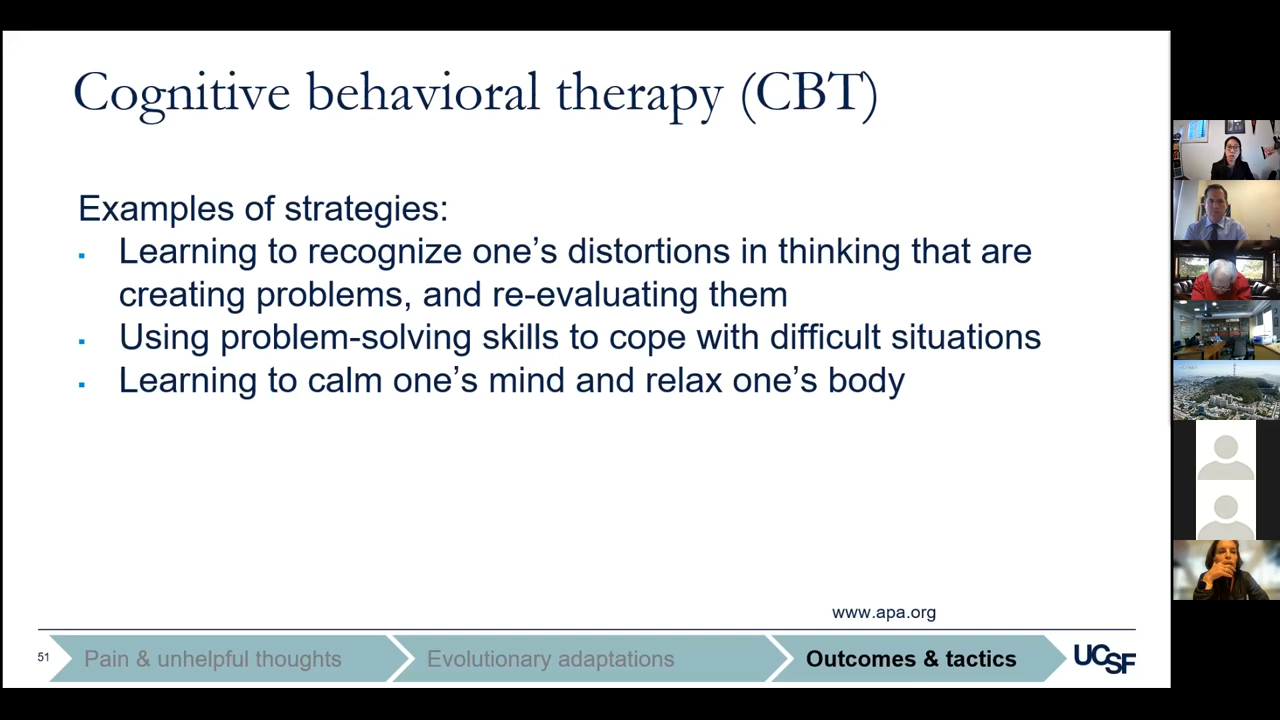 Cognitive behavioral therapy (CBT)
Examples of strategies:
▪ Learning to recognize one’s distortions in thinking that are
creating problems, and re-evaluating them
▪ Using problem-solving skills to cope with difficult situations
▪ Learning to calm one’s mind and relax one’s body
www.apa.org
51
Pain & unhelpful thoughts
Evolutionary adaptations
Outcomes & tactics
UCSF